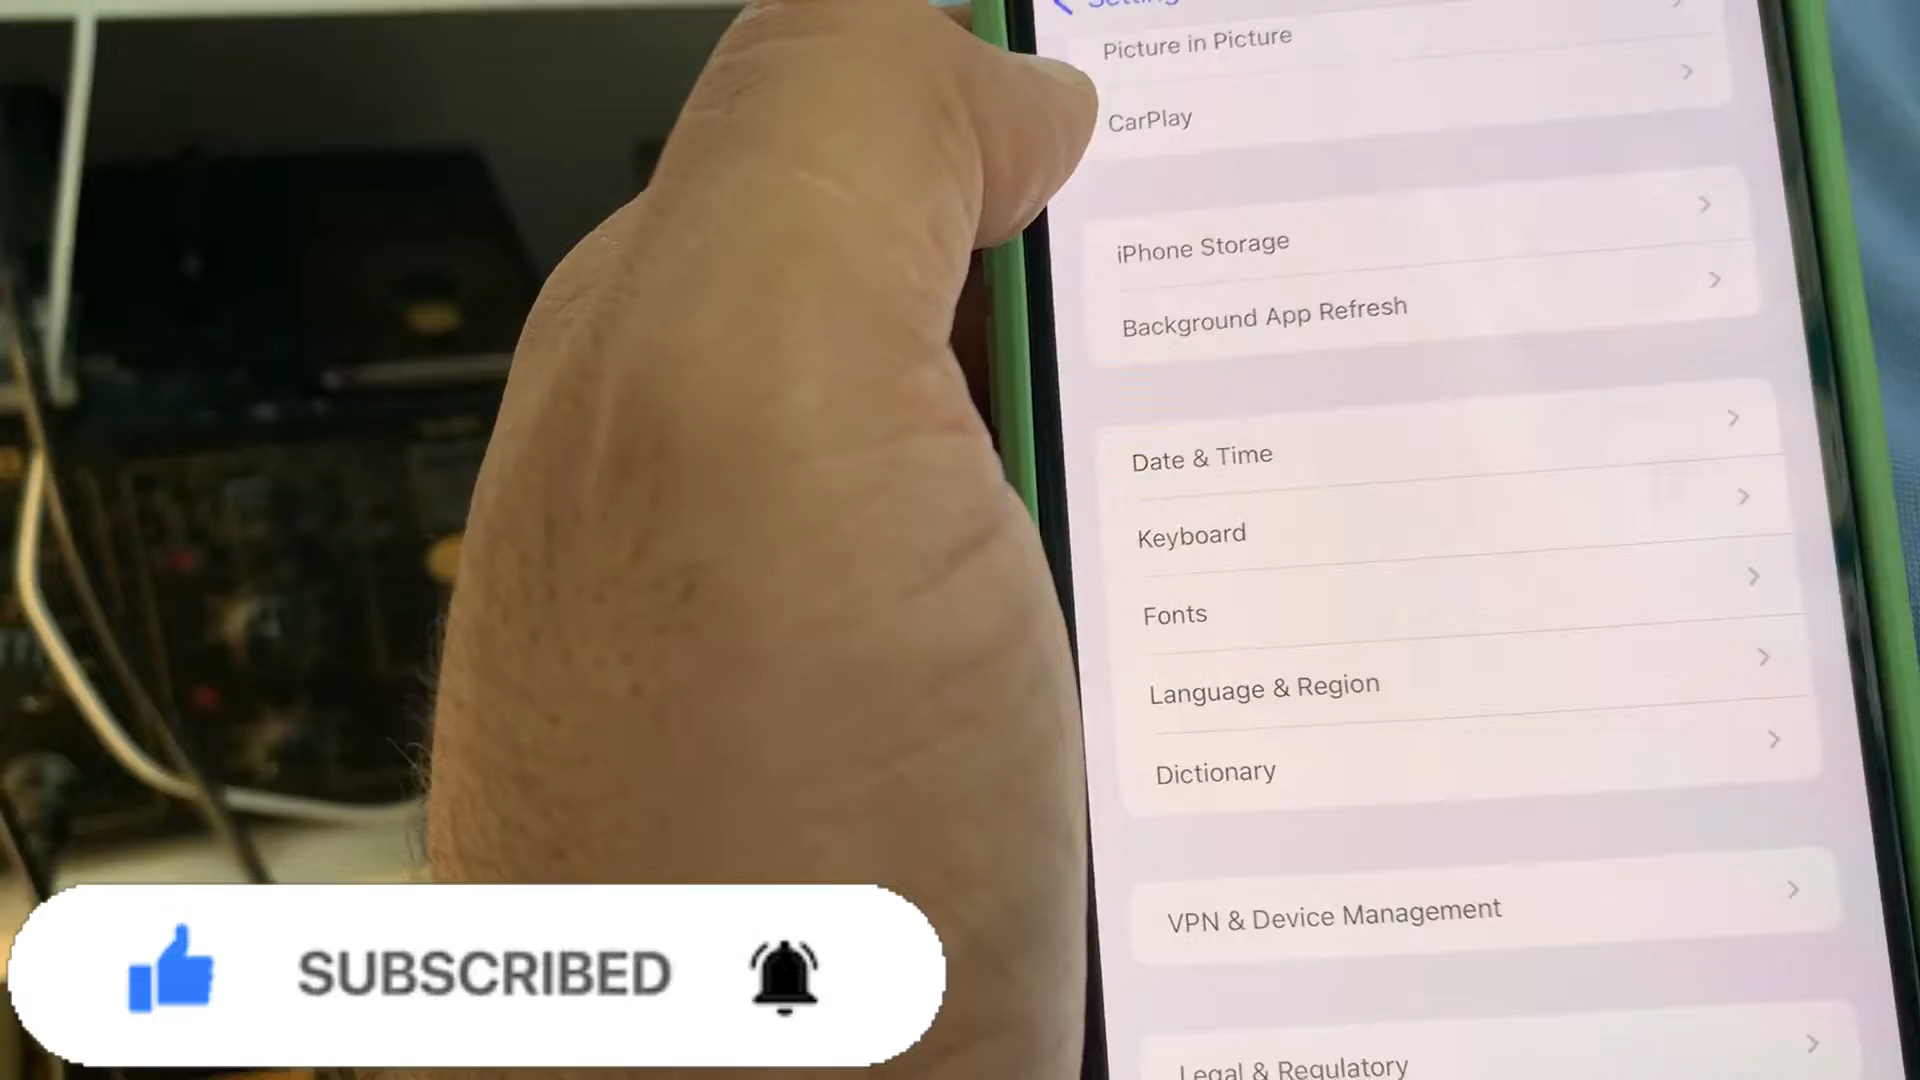 Settings
Picture in Picture
CarPlay
iPhone Storage
Background App Refresh
Date & Time
Keyboard
Fonts
Language & Region
Dictionary
VPN & Device Management
Legal & Regulatory
SUBSCRIBED